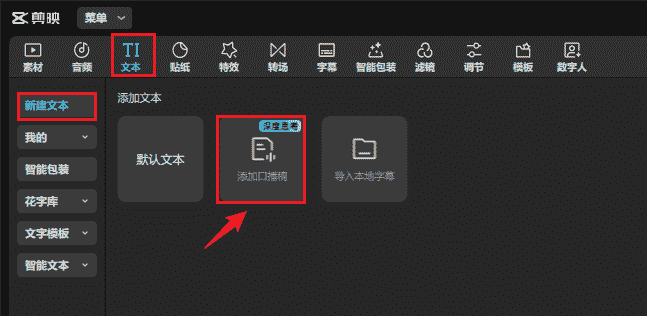 剪映 菜单
素材 音频 文本 贴纸 特效 转场 字幕 智能包装 滤镜 调节 模板 数字人
新建文本
添加文本
我的
默认文本
添加口播稿
导入本地字幕
智能包装
花字库
文字模板
智能文本